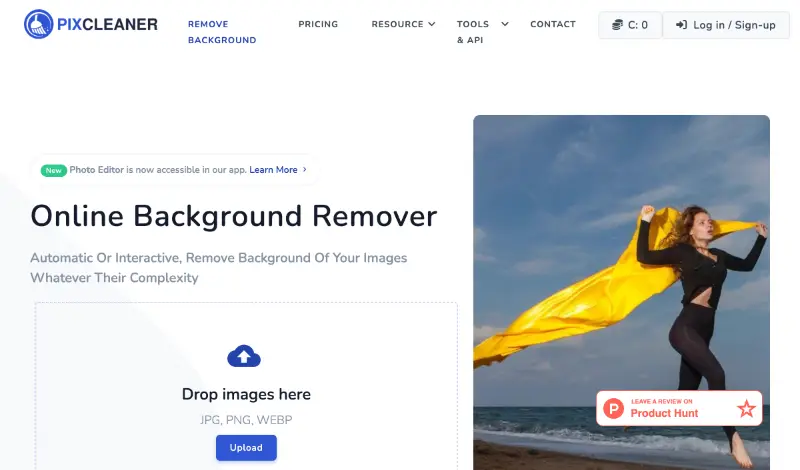 PIXCLEANER
REMOVE BACKGROUND
PRICING
RESOURCE
TOOLS & API
CONTACT
C: 0
Log in / Sign-up
New Photo Editor is now accessible in our app. Learn More
Online Background Remover
Automatic Or Interactive, Remove Background Of Your Images
Whatever Their Complexity
Drop images here
JPG, PNG, WEBP
Upload
P
LEAVE A REVIEW ON
Product Hunt